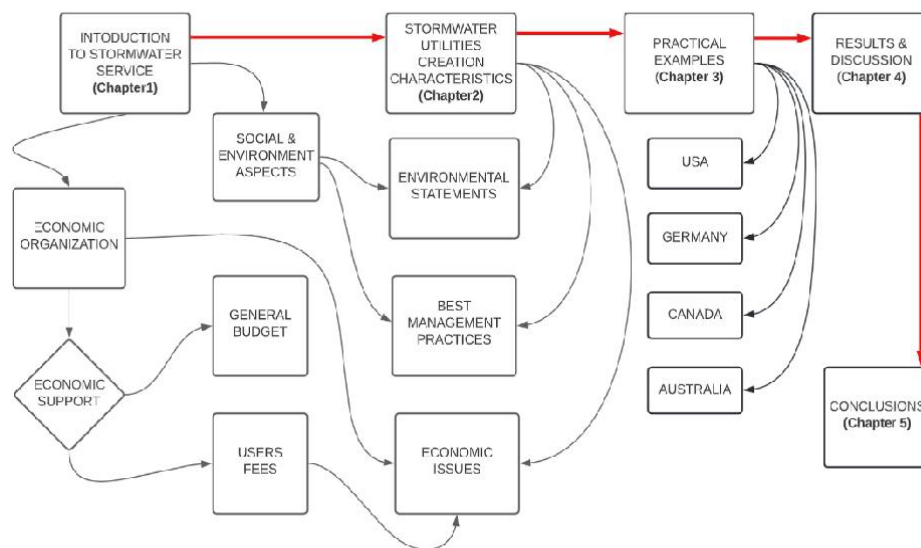 INTODUCTION
TO STORMWATER
SERVICE
(Chapter1)
STORMWATER
UTILITIES
CREATION
CHARACTERISTICS
(Chapter2)
PRACTICAL
EXAMPLES
(Chapter 3)
RESULTS &
DISCUSSION
(Chapter 4)
SOCIAL &
ENVIRONMENT
ASPECTS
ENVIRONMENTAL
STATEMENTS
USA
ECONOMIC
ORGANIZATION
GERMANY
GENERAL
BUDGET
BEST
MANAGEMENT
PRACTICES
CANADA
ECONOMIC
SUPPORT
AUSTRALIA
CONCLUSIONS
(Chapter 5)
USERS
FEES
ECONOMIC
ISSUES